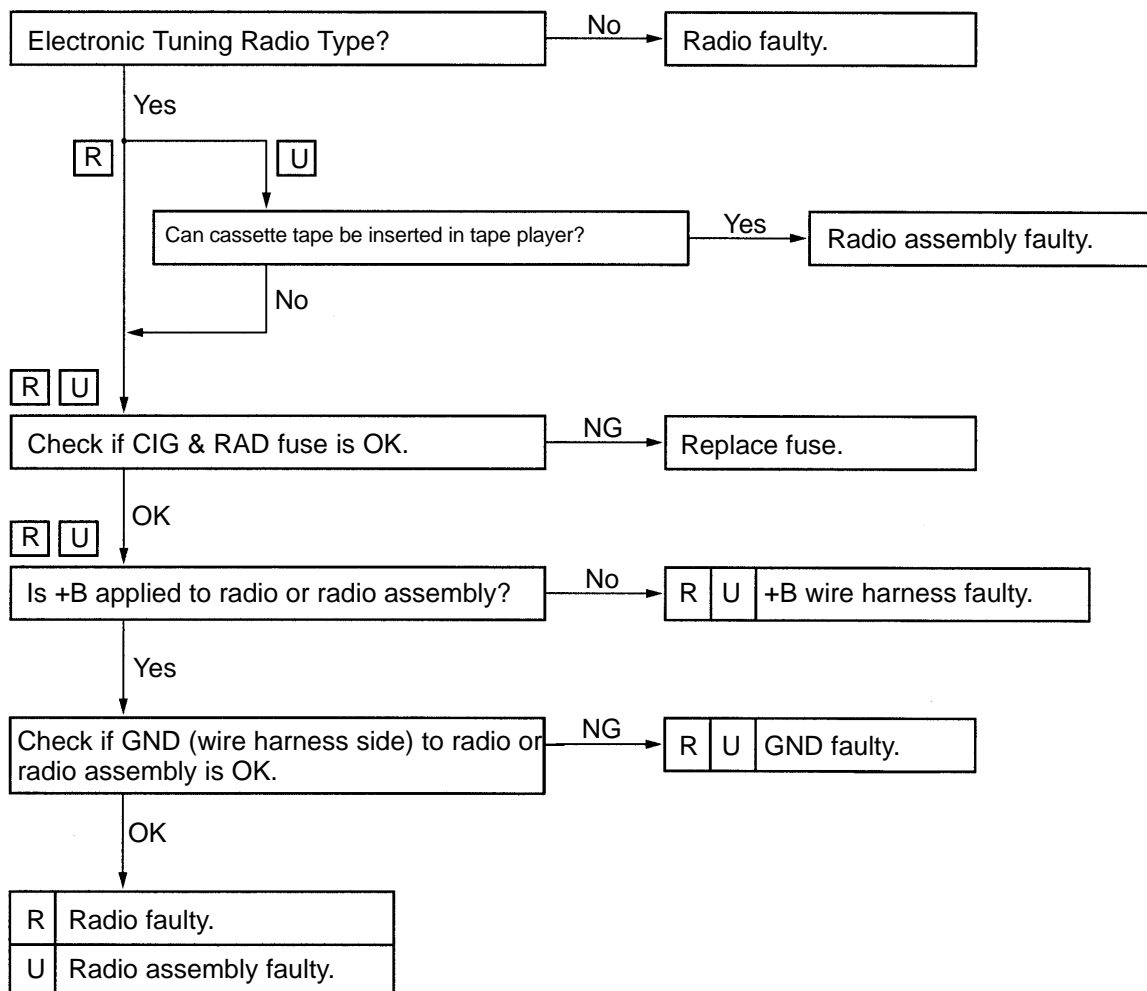 Electronic Tuning Radio Type?
No
Radio faulty.
Yes
R
U
Can cassette tape be inserted in tape player?
Yes
Radio assembly faulty.
No
R U
Check if CIG & RAD fuse is OK.
NG
Replace fuse.
OK
R U
Is +B applied to radio or radio assembly?
No
R U +B wire harness faulty.
Yes
Check if GND (wire harness side) to radio or
radio assembly is OK.
NG
R U GND faulty.
OK
R Radio faulty.
U Radio assembly faulty.